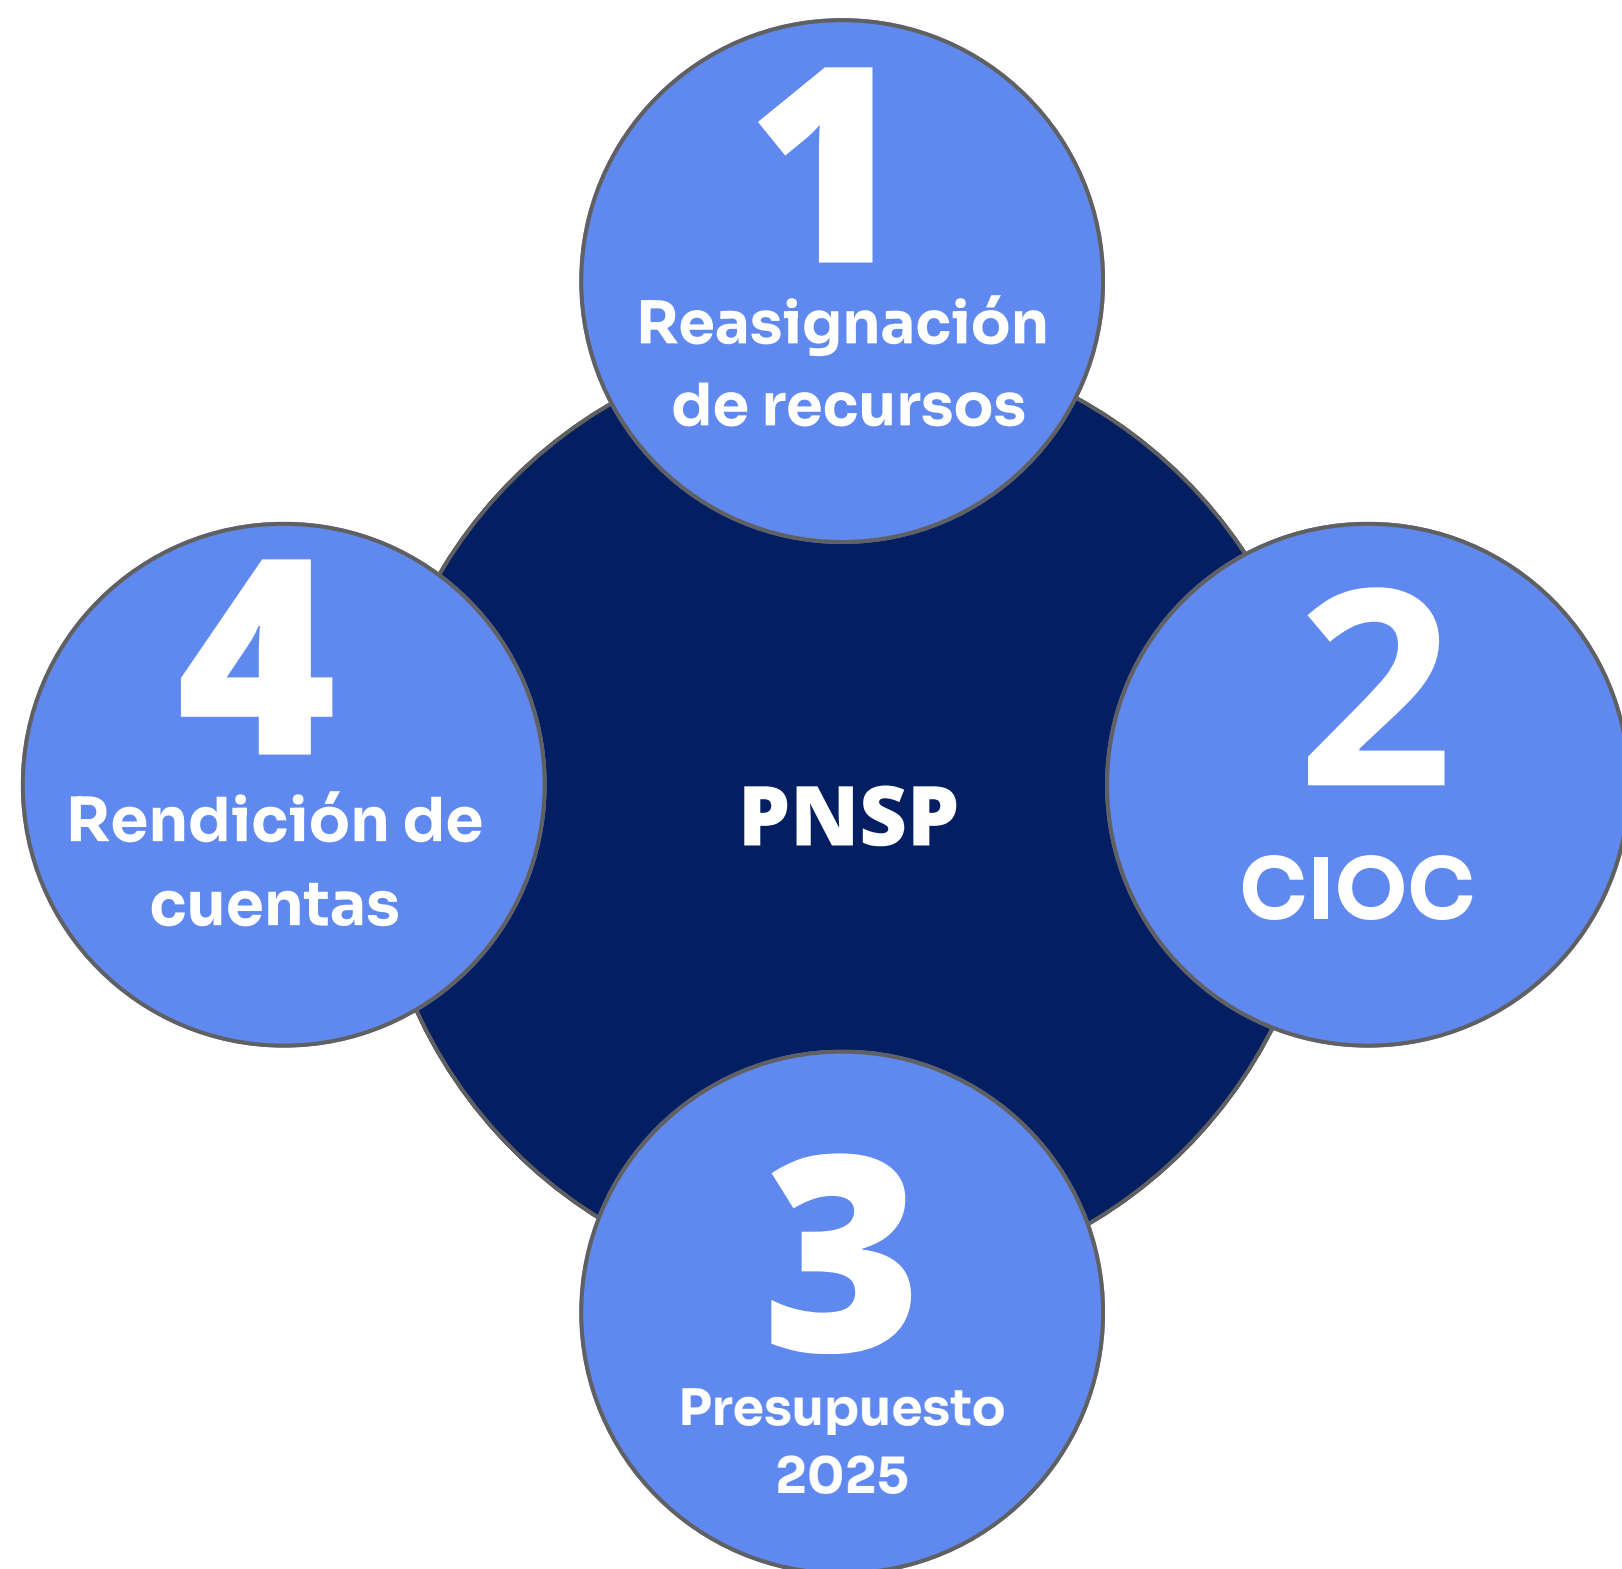 1
Reasignación
de recursos
2
CIOC
3
Presupuesto
2025
4
Rendición de
cuentas
PNSP